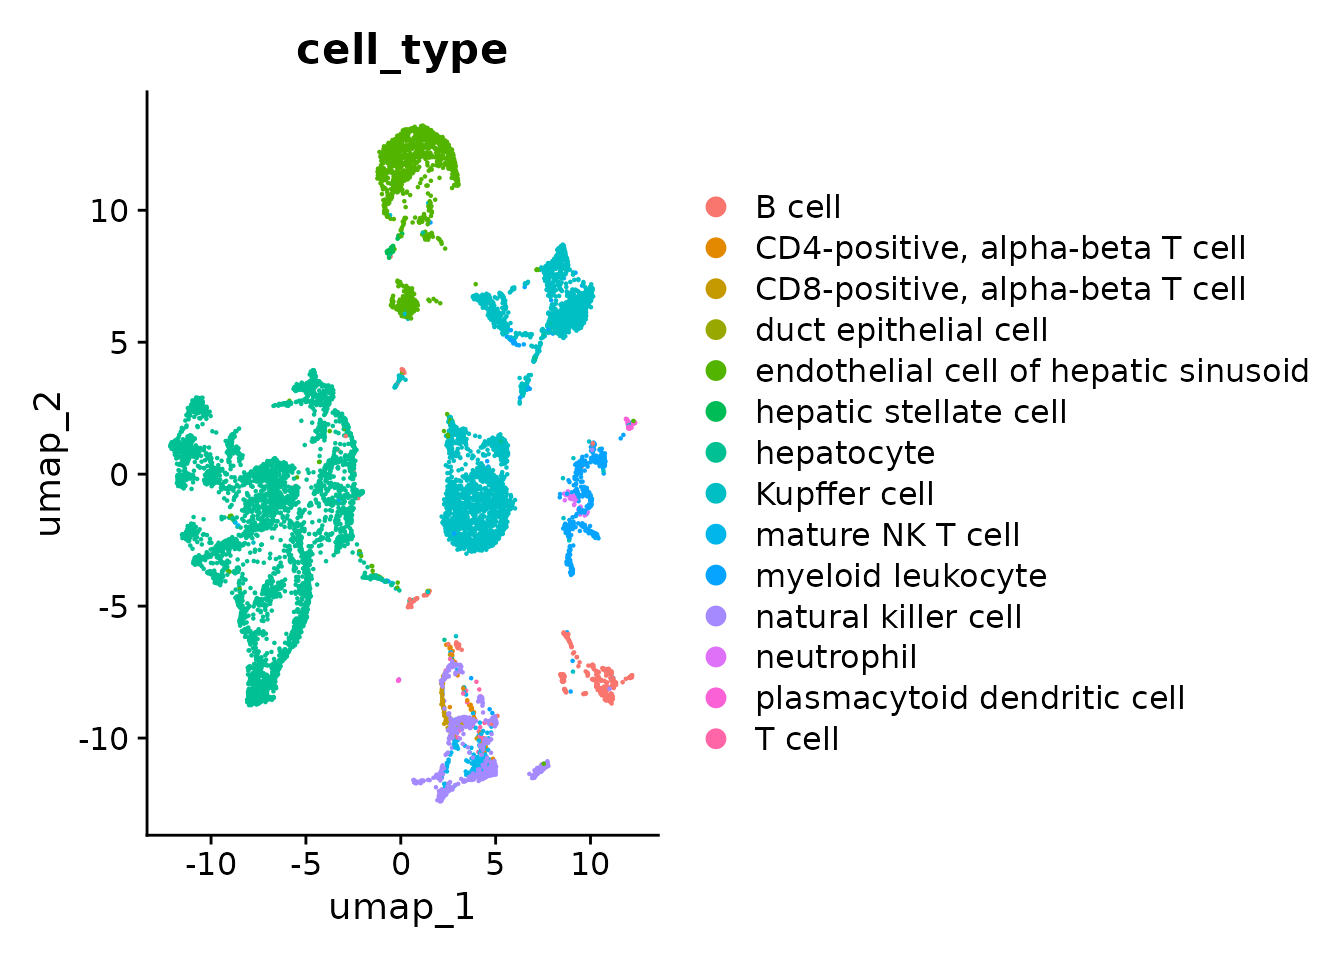 cell_type
umap_2
10
5
0
-5
-10
-10 -5 0 5 10
umap_1
B cell
CD4-positive, alpha-beta T cell
CD8-positive, alpha-beta T cell
duct epithelial cell
endothelial cell of hepatic sinusoid
hepatic stellate cell
hepatocyte
Kupffer cell
mature NK T cell
myeloid leukocyte
natural killer cell
neutrophil
plasmacytoid dendritic cell
T cell